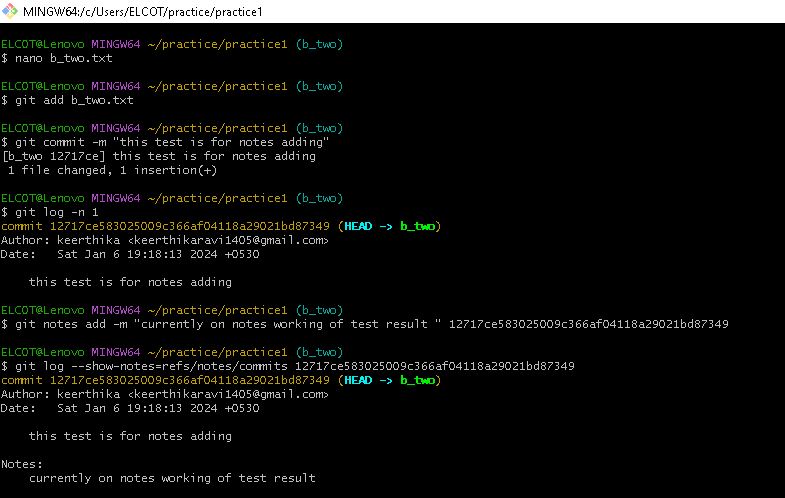 MINGW64:/c/Users/ELCOT/practice/practice1
ELCOT@Lenovo MINGW64 ~/practice/practice1 (b_two)
$ nano b_two.txt
ELCOT@Lenovo MINGW64 ~/practice/practice1 (b_two)
$ git add b_two.txt
ELCOT@Lenovo MINGW64 ~/practice/practice1 (b_two)
$ git commit -m "this test is for notes adding"
[b_two 12717ce] this test is for notes adding
 1 file changed, 1 insertion(+)
ELCOT@Lenovo MINGW64 ~/practice/practice1 (b_two)
$ git log -n 1
commit 12717ce583025009c366af04118a29021bd87349 (HEAD -> b_two)
Author: keerthika <keerthikaravi1405@gmail.com>
Date:   Sat Jan 6 19:18:13 2024 +0530
    this test is for notes adding
ELCOT@Lenovo MINGW64 ~/practice/practice1 (b_two)
$ git notes add -m "currently on notes working of test result " 12717ce583025009c366af04118a29021bd87349
ELCOT@Lenovo MINGW64 ~/practice/practice1 (b_two)
$ git log --show-notes=refs/notes/commits 12717ce583025009c366af04118a29021bd87349
commit 12717ce583025009c366af04118a29021bd87349 (HEAD -> b_two)
Author: keerthika <keerthikaravi1405@gmail.com>
Date:   Sat Jan 6 19:18:13 2024 +0530
    this test is for notes adding
Notes:
    currently on notes working of test result